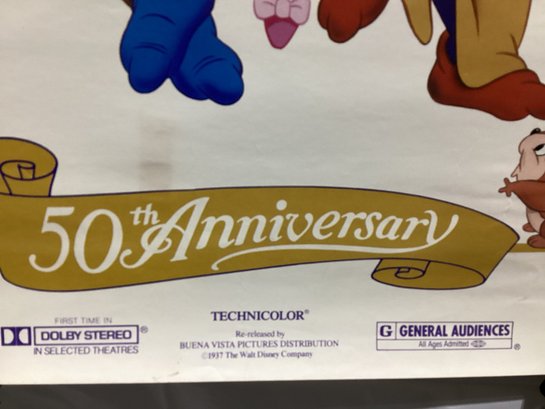 50th Anniversary
FIRST TIME IN
DOLBY STEREO ®
IN SELECTED THEATRES
TECHNICOLOR®
Re-released by
BUENA VISTA PICTURES DISTRIBUTION
©1937 The Walt Disney Company
G GENERAL AUDIENCES
All Ages Admitted ®